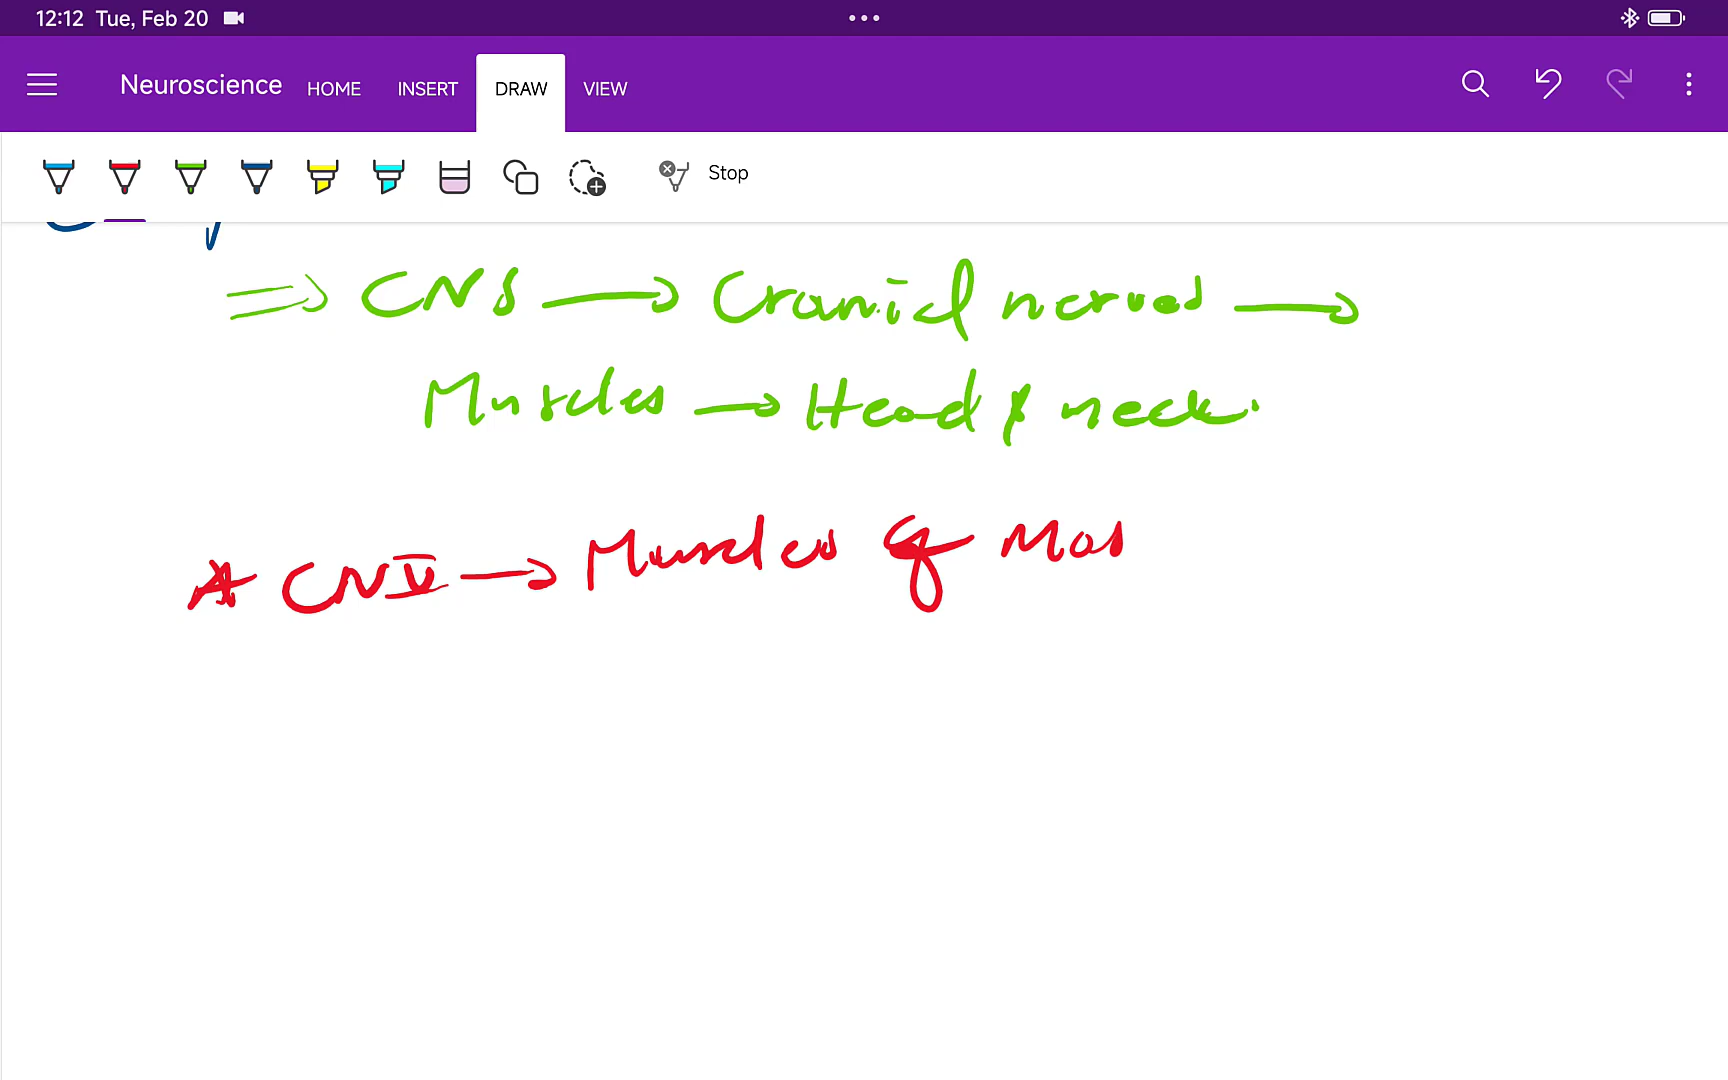 12:12 Tue, Feb 20
Neuroscience HOME INSERT DRAW VIEW
Stop
⇒ CNS → Cranial nerves →
Muscles → Head & neck.
* CN V → Muscles of Mas